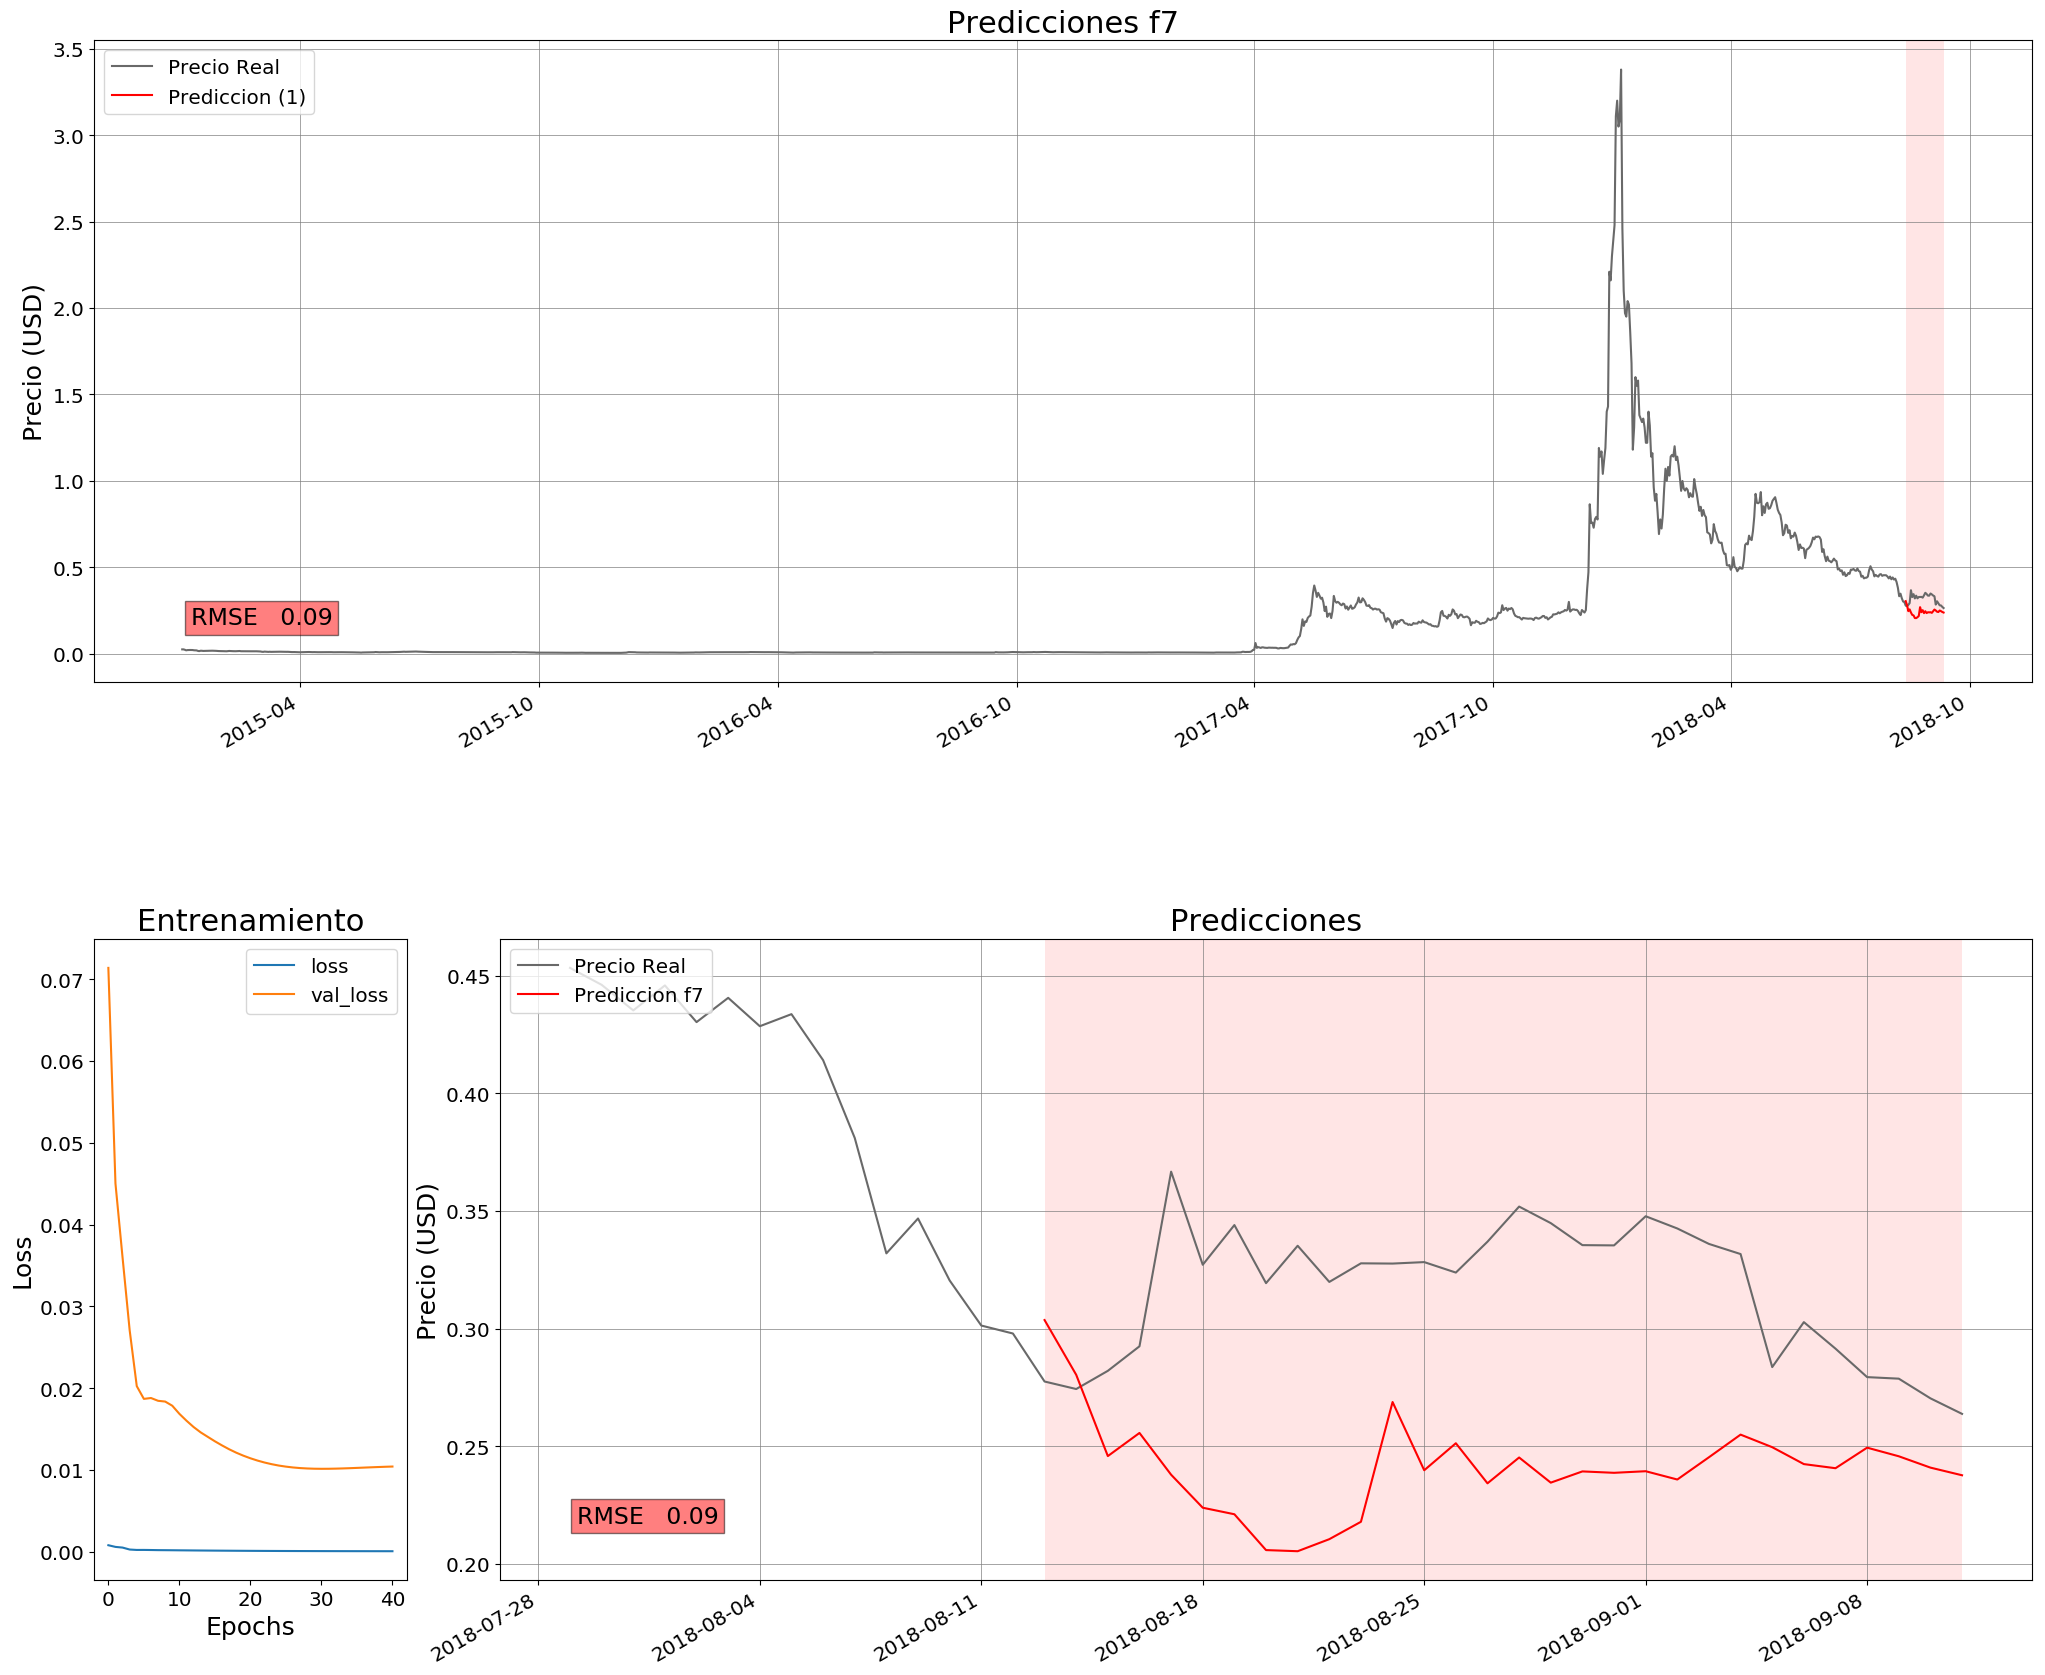 Predicciones f7
Precio (USD)
3.5
3.0
2.5
2.0
1.5
1.0
0.5
0.0
Precio Real
Prediccion (1)
RMSE 0.09
2015-04
2015-10
2016-04
2016-10
2017-04
2017-10
2018-04
2018-10
Entrenamiento
Loss
0.07
0.06
0.05
0.04
0.03
0.02
0.01
0.00
loss
val_loss
0
10
20
30
40
Epochs
Predicciones
Precio (USD)
0.45
0.40
0.35
0.30
0.25
0.20
Precio Real
Prediccion f7
RMSE 0.09
2018-07-28
2018-08-04
2018-08-11
2018-08-18
2018-08-25
2018-09-01
2018-09-08